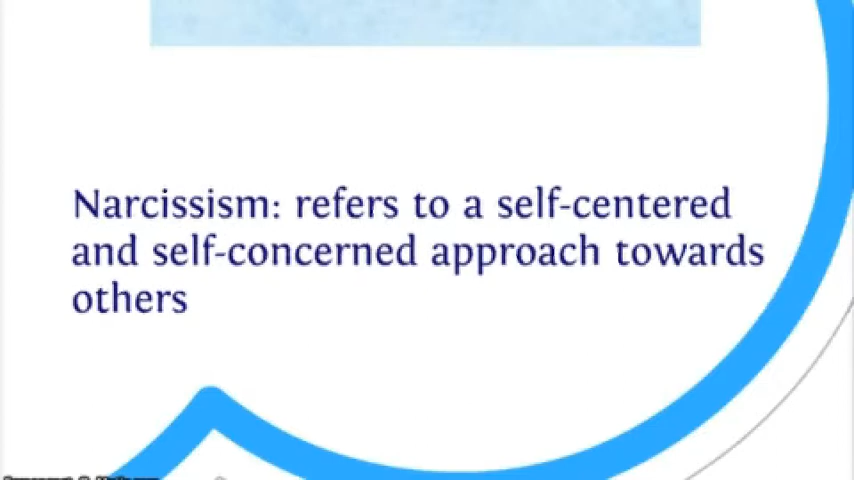 Narcissism: refers to a self-centered
and self-concerned approach towards
others